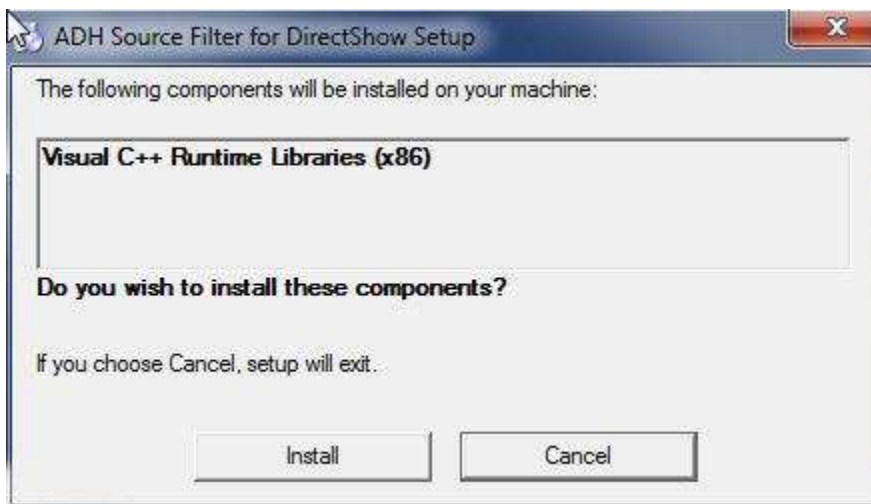 ADH Source Filter for DirectShow Setup
The following components will be installed on your machine:
Visual C++ Runtime Libraries (x86)
Do you wish to install these components?
If you choose Cancel, setup will exit.
Install
Cancel